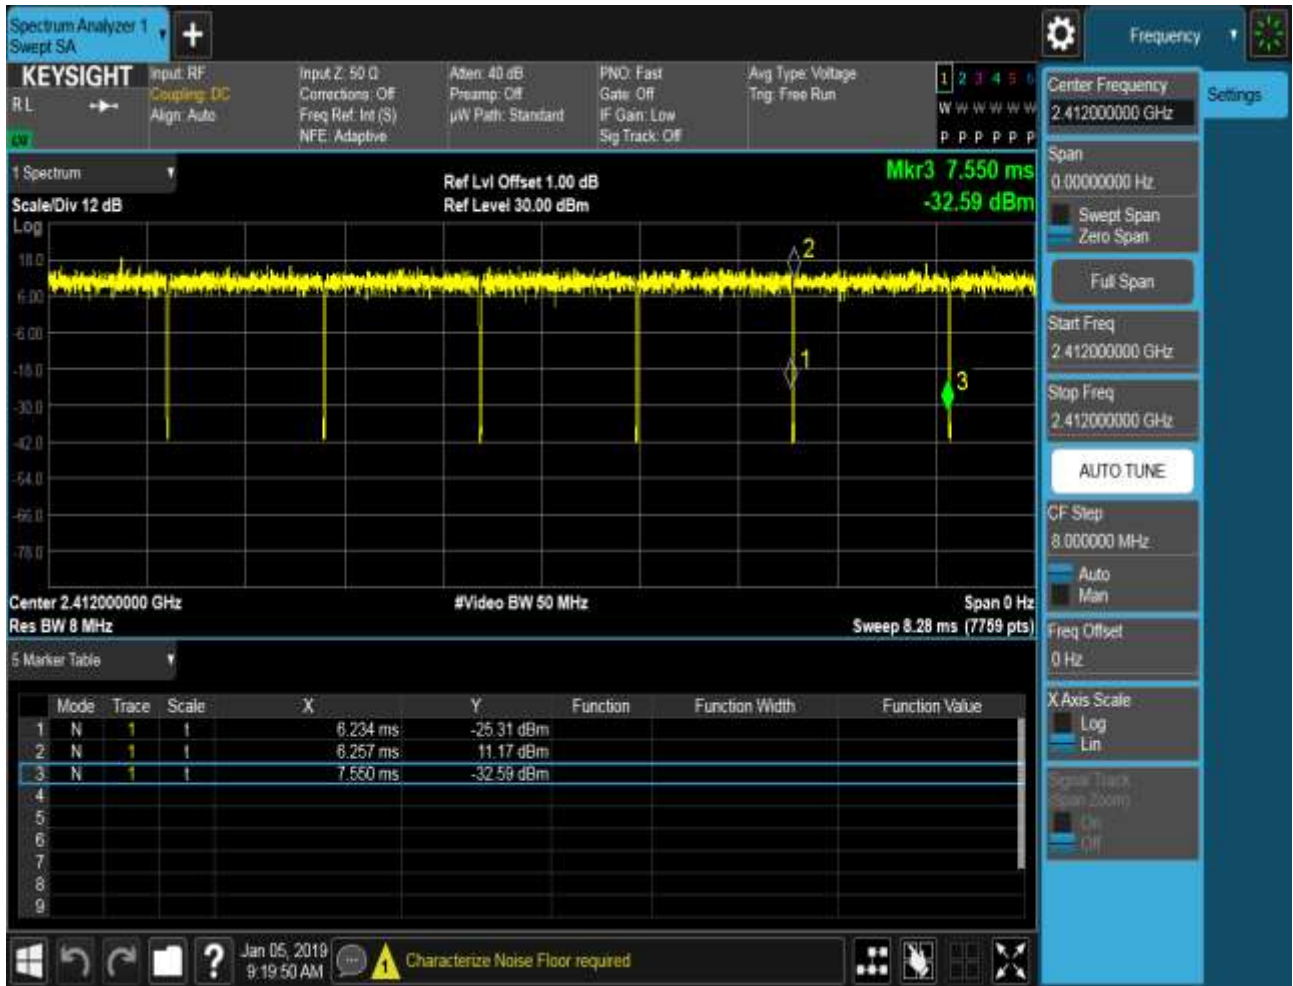 Spectrum Analyzer 1
Swept SA
+
Frequency
KEYSIGHT
R L
Input: RF
Coupling: DC
Align: Auto
Input Z: 50 Ω
Corrections: Off
Freq Ref: Int (S)
NFE: Adaptive
Atten: 40 dB
Preamp: Off
µW Path: Standard
PNO: Fast
Gate: Off
IF Gain: Low
Sig Track: Off
Avg Type: Voltage
Trig: Free Run
1 2 3 4 5 6
W W W W W W
P P P P P P
Settings
1 Spectrum
Scale/Div 12 dB
Ref Lvl Offset 1.00 dB
Ref Level 30.00 dBm
Mkr3 7.550 ms
-32.59 dBm
Log
18.0
6.00
-6.00
-18.0
-30.0
-42.0
-54.0
-66.0
-78.0
2
1
3
Center 2.412000000 GHz
#Video BW 50 MHz
Span 0 Hz
Res BW 8 MHz
Sweep 8.28 ms (7759 pts)
5 Marker Table
Mode Trace Scale X Y Function Function Width Function Value
1 N 1 t 6.234 ms -25.31 dBm
2 N 1 t 6.257 ms 11.17 dBm
3 N 1 t 7.550 ms -32.59 dBm
4
5
6
7
8
9
Center Frequency
2.412000000 GHz
Span
0.00000000 Hz
Swept Span
Zero Span
Full Span
Start Freq
2.412000000 GHz
Stop Freq
2.412000000 GHz
AUTO TUNE
CF Step
8.000000 MHz
Auto
Man
Freq Offset
0 Hz
X Axis Scale
Log
Lin
Signal Track
(Span Zoom)
On
Off
?
Jan 05, 2019
9:19:50 AM
1
Characterize Noise Floor required